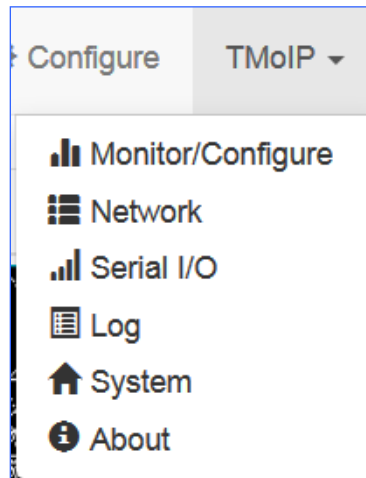 Configure TMoIP
Monitor/Configure
Network
Serial I/O
Log
System
About